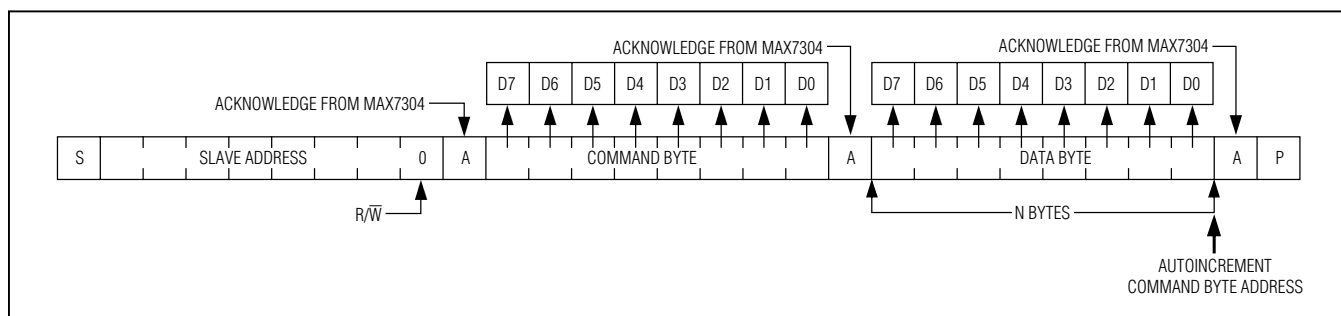 ACKNOWLEDGE FROM MAX7304
ACKNOWLEDGE FROM MAX7304
D7 D6 D5 D4 D3 D2 D1 D0
D7 D6 D5 D4 D3 D2 D1 D0
ACKNOWLEDGE FROM MAX7304
S SLAVE ADDRESS 0 A COMMAND BYTE A DATA BYTE A P
R/W̅
N BYTES
AUTOINCREMENT
COMMAND BYTE ADDRESS